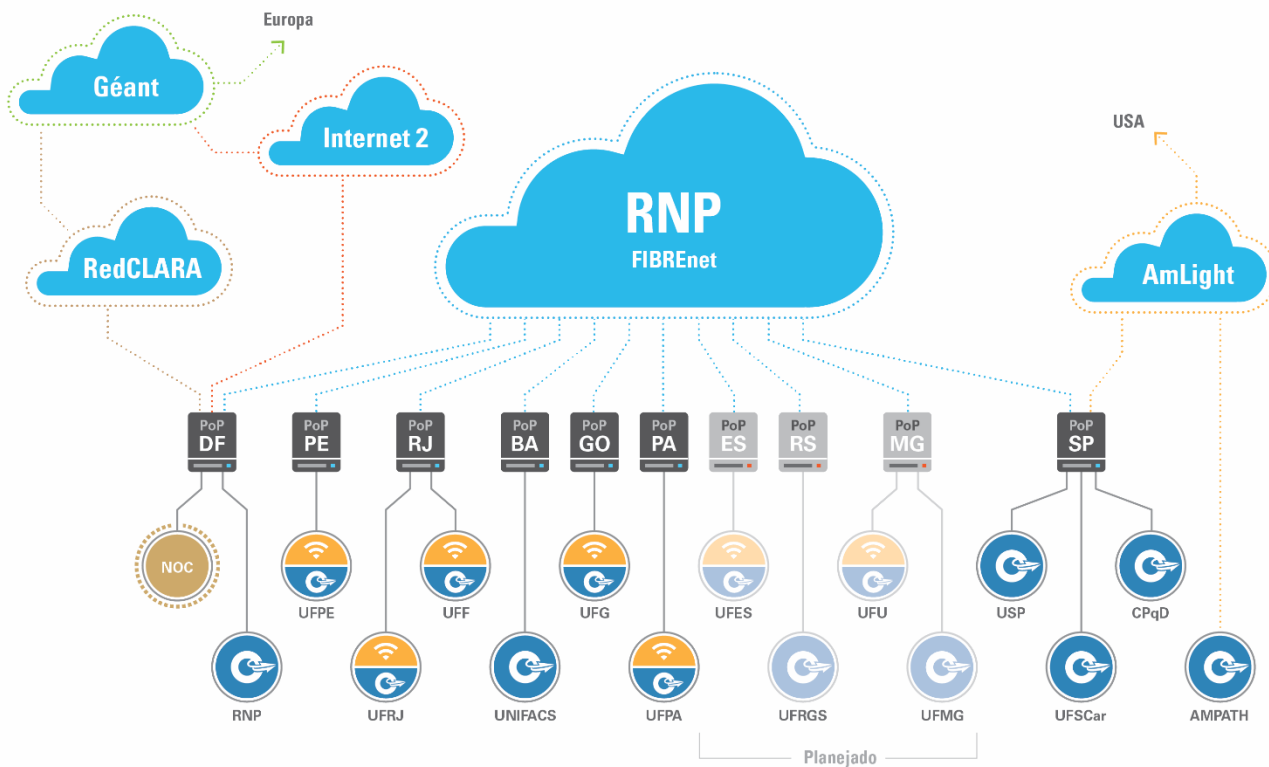 Europa
Géant
Internet 2
USA
RNP
FIBREnet
RedCLARA
AmLight
PoP
DF
PoP
PE
PoP
RJ
PoP
BA
PoP
GO
PoP
PA
PoP
ES
PoP
RS
PoP
MG
PoP
SP
NOC
UFPE
UFF
UFG
UFES
UFU
USP
CPqD
RNP
UFRJ
UNIFACS
UFPA
UFRGS
UFMG
UFSCar
AMPATH
Planejado